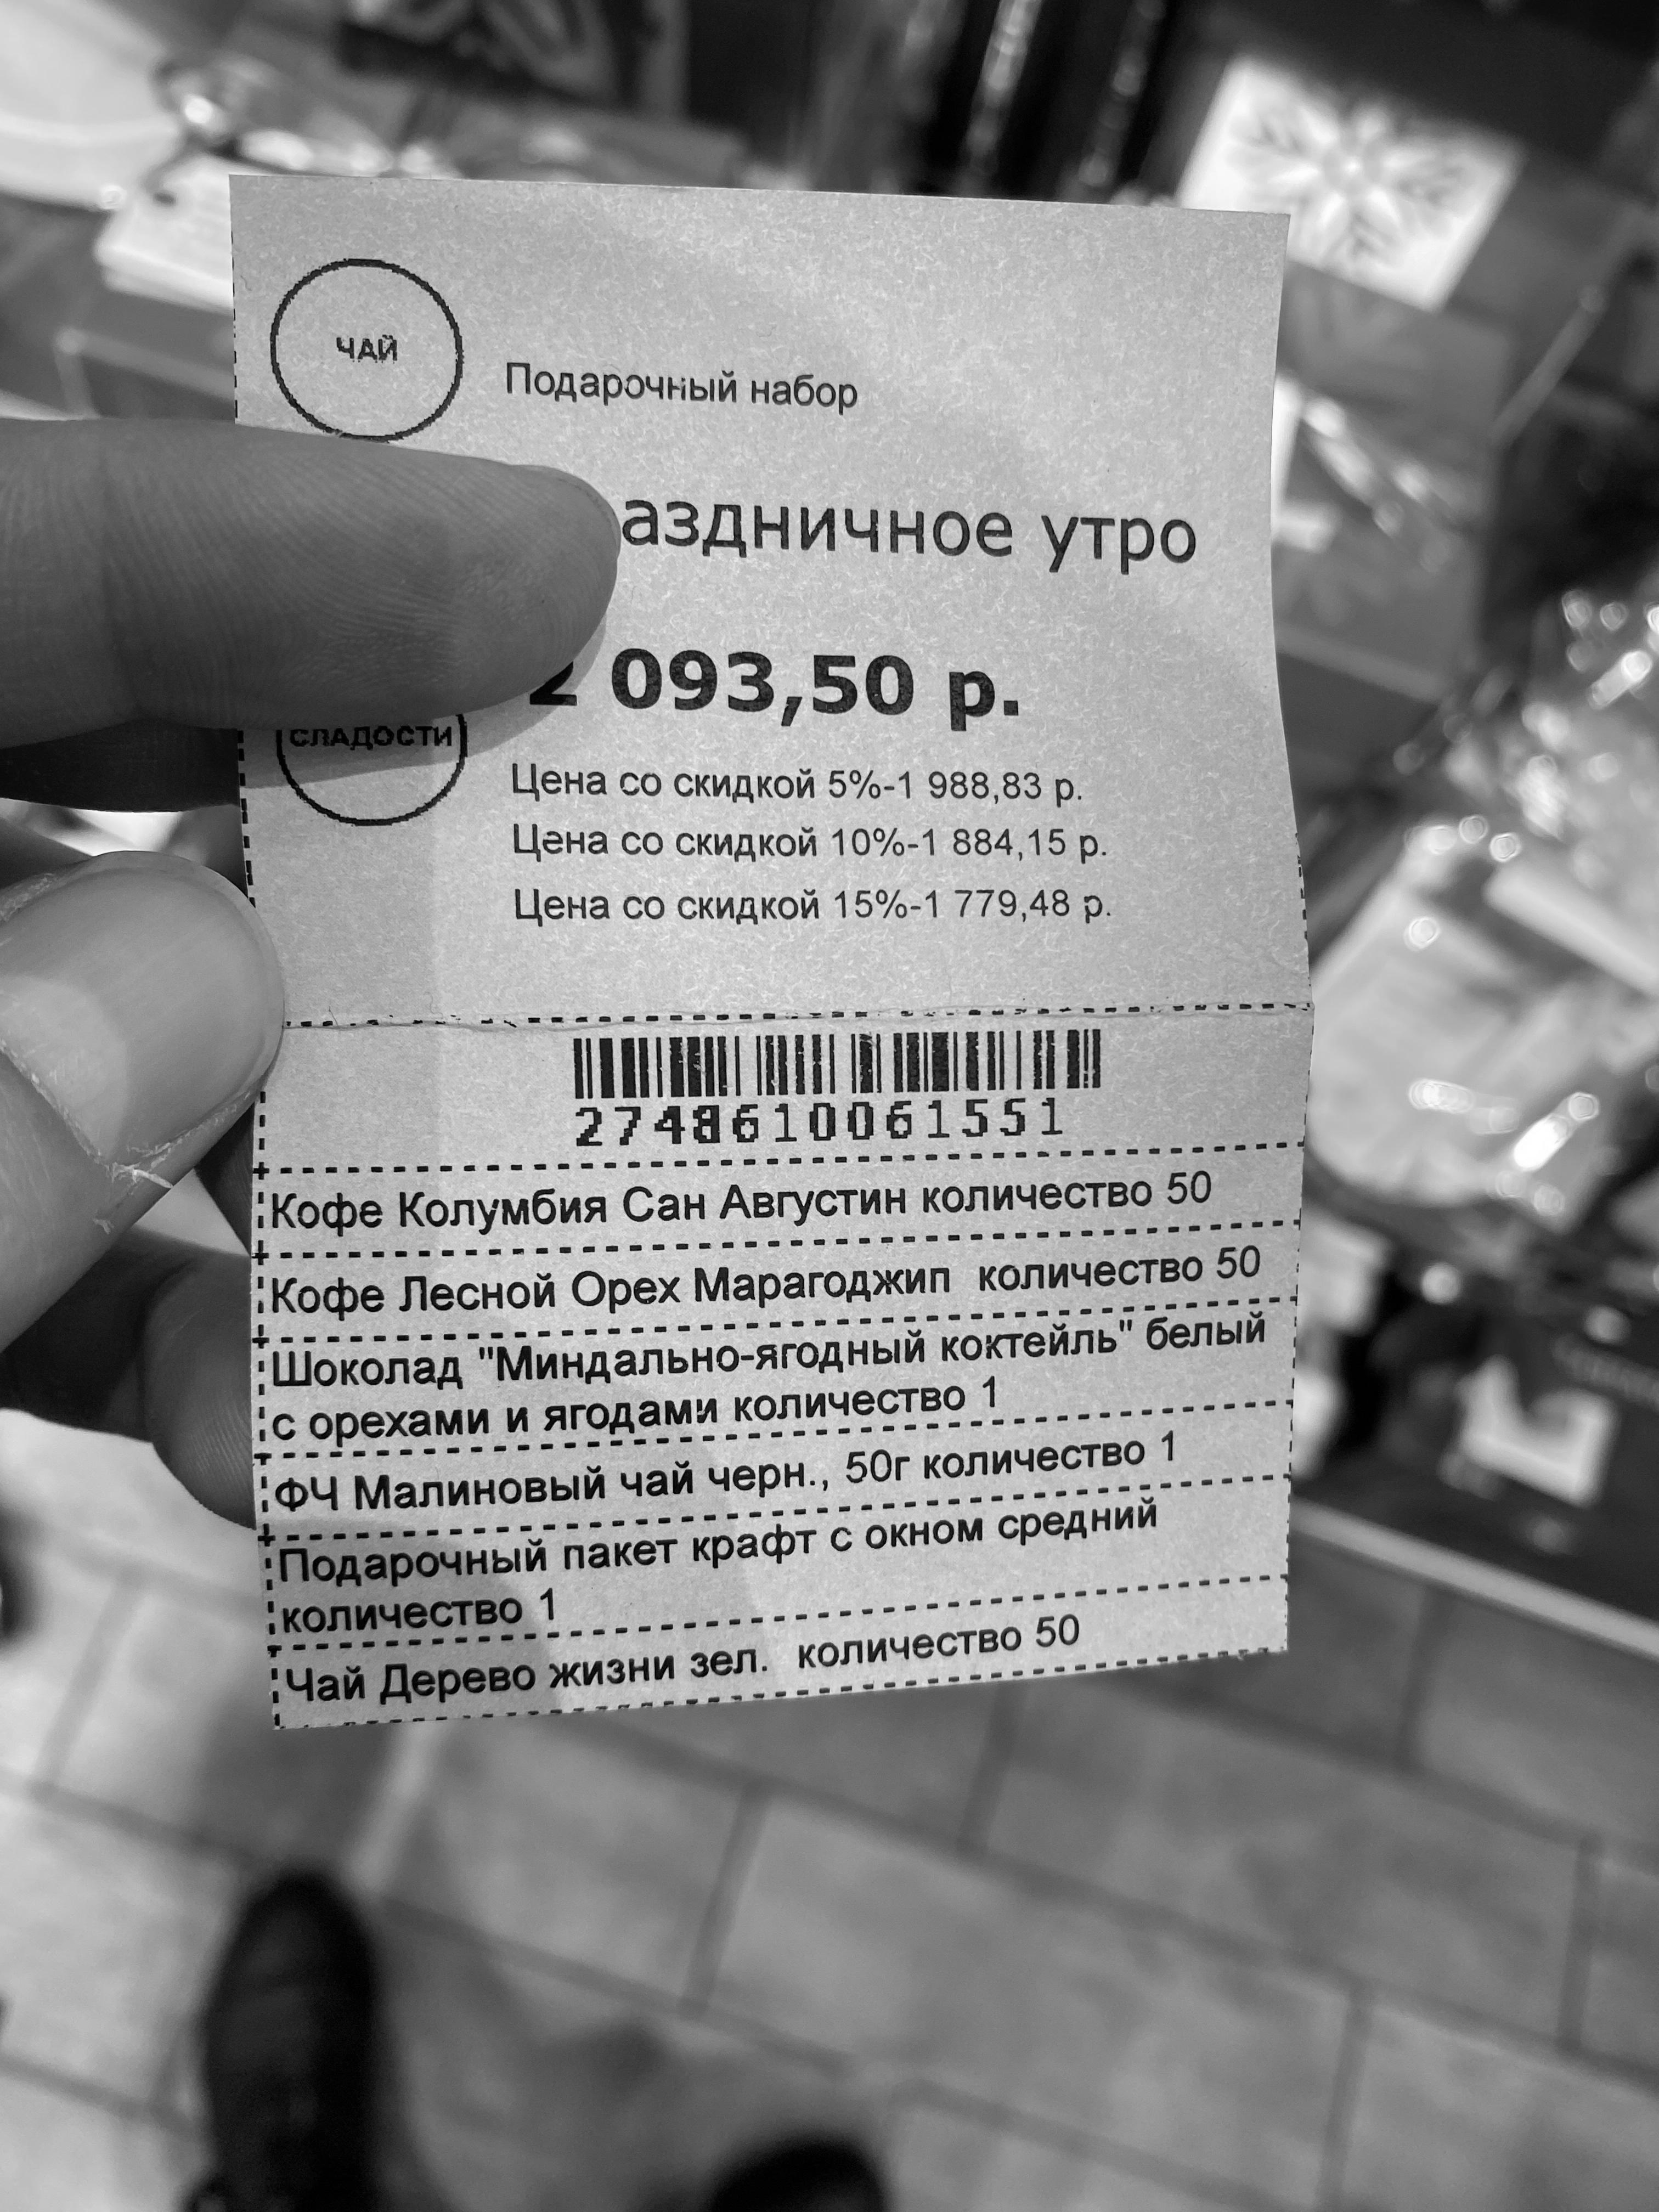 ЧАЙ
Подарочный набор
аздничное утро
2 093,50 р.
СЛАДОСТИ
Цена со скидкой 5%-1 988,83 р.
Цена со скидкой 10%-1 884,15 р.
Цена со скидкой 15%-1 779,48 р.
2748610061551
Кофе Колумбия Сан Августин количество 50
Кофе Лесной Орех Марагоджип количество 50
Шоколад "Миндально-ягодный коктейль" белый
с орехами и ягодами количество 1
ФЧ Малиновый чай черн., 50г количество 1
Подарочный пакет крафт с окном средний
количество 1
Чай Дерево жизни зел. количество 50